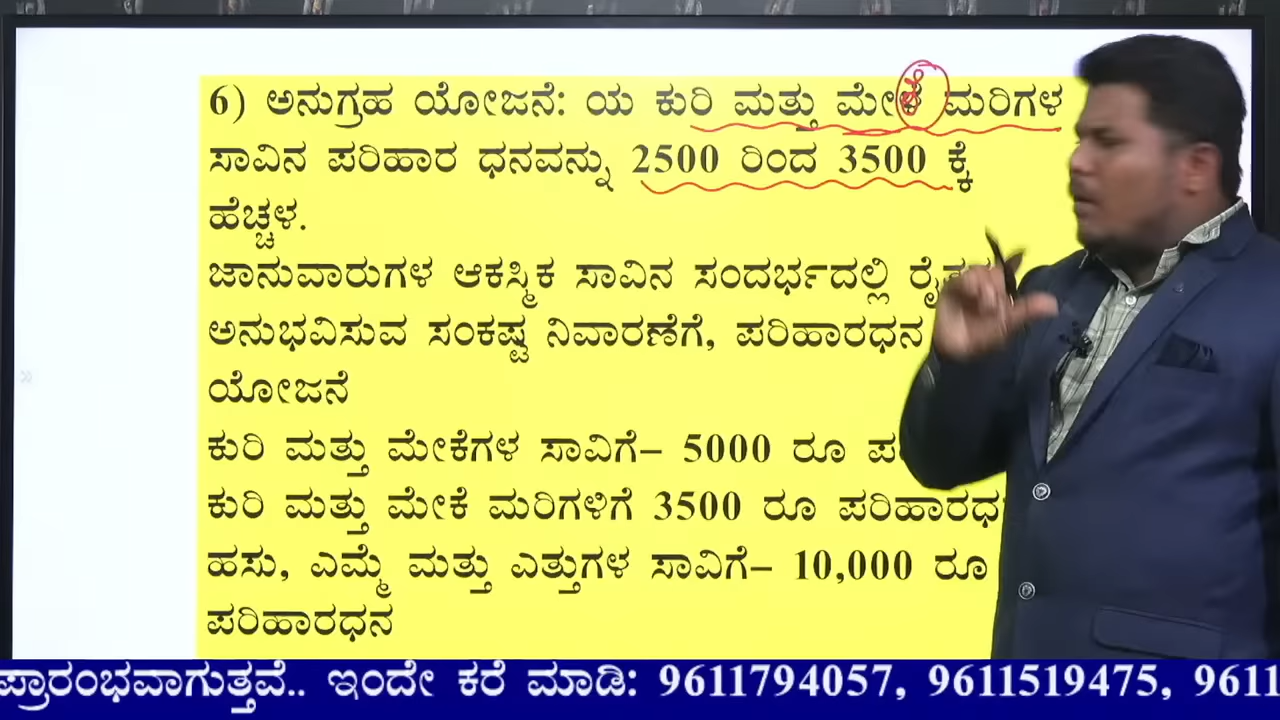 6) ಅನುಗ್ರಹ ಯೋಜನೆ: ಯ ಕುರಿ ಮತ್ತು ಮೇಕೆ ಮರಿಗಳ
ಸಾವಿನ ಪರಿಹಾರ ಧನವನ್ನು 2500 ರಿಂದ 3500 ಕ್ಕೆ
ಹೆಚ್ಚಳ.
ಜಾನುವಾರುಗಳ ಆಕಸ್ಮಿಕ ಸಾವಿನ ಸಂದರ್ಭದಲ್ಲಿ
ಅನುಭವಿಸುವ ಸಂಕಷ್ಟ ನಿವಾರಣೆಗೆ, ಪರಿಹಾರಧನ
ಯೋಜನೆ
ಕುರಿ ಮತ್ತು ಮೇಕೆಗಳ ಸಾವಿಗೆ– 5000 ರೂ
ಕುರಿ ಮತ್ತು ಮೇಕೆ ಮರಿಗಳಿಗೆ 3500 ರೂ
ಹಸು, ಎಮ್ಮೆ ಮತ್ತು ಎತ್ತುಗಳ ಸಾವಿಗೆ– 10,000 ರೂ
ಪರಿಹಾರಧನ
ಪ್ರಾರಂಭವಾಗುತ್ತವೆ.. ಇಂದೇ ಕರೆ ಮಾಡಿ: 9611794057, 9611519475, 9611